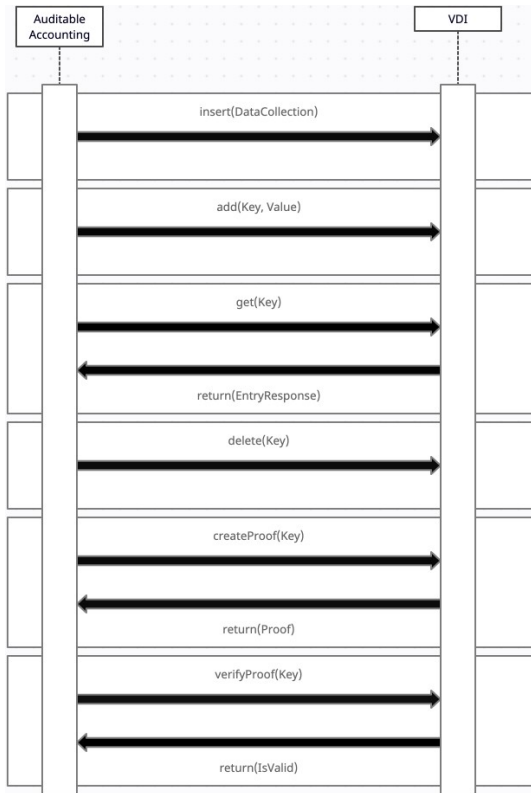 Auditable
Accounting
VDI
insert(DataCollection)
add(Key, Value)
get(Key)
return(EntryResponse)
delete(Key)
createProof(Key)
return(Proof)
verifyProof(Key)
return(IsValid)